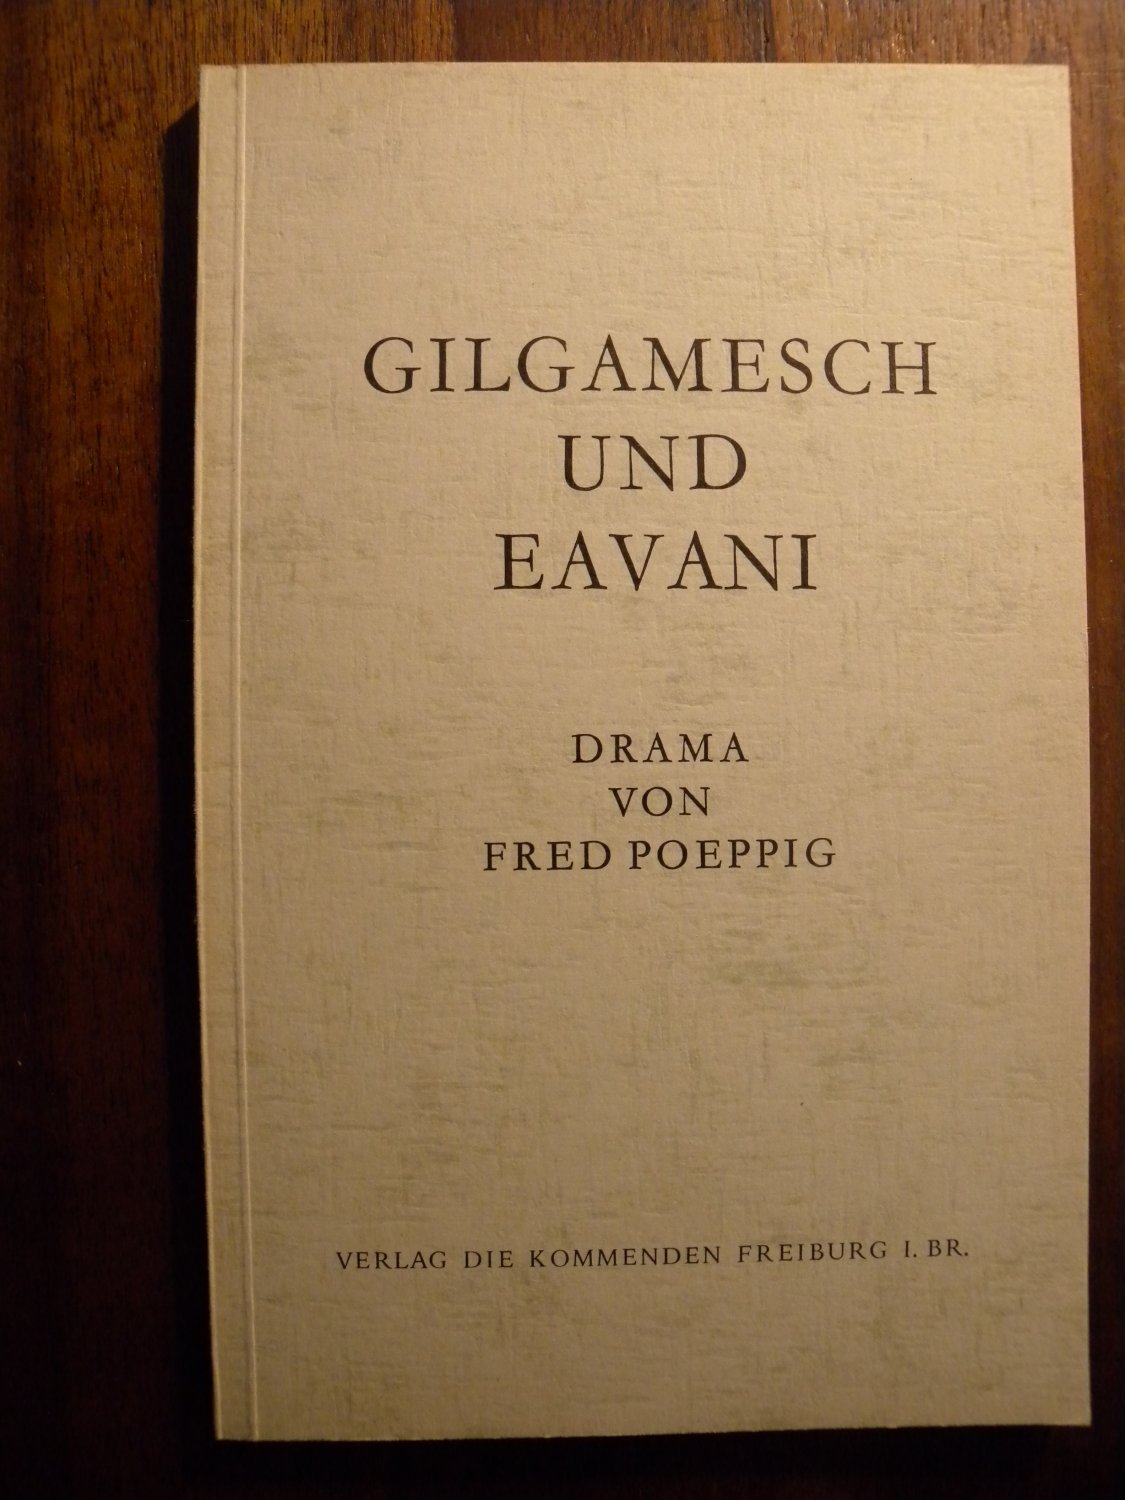 GILGAMESCH
UND
EAVANI
DRAMA
VON
FRED POEPPIG
VERLAG DIE KOMMENDEN FREIBURG I. BR.